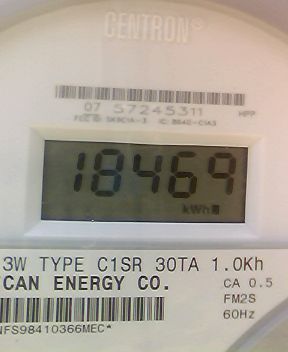 CENTRON®
07 57245311 HPP
18469
kWh
3W TYPE C1SR 30TA 1.0Kh
CAN ENERGY CO.
CA 0.5
FM2S
60Hz
NFS98410366MEC*